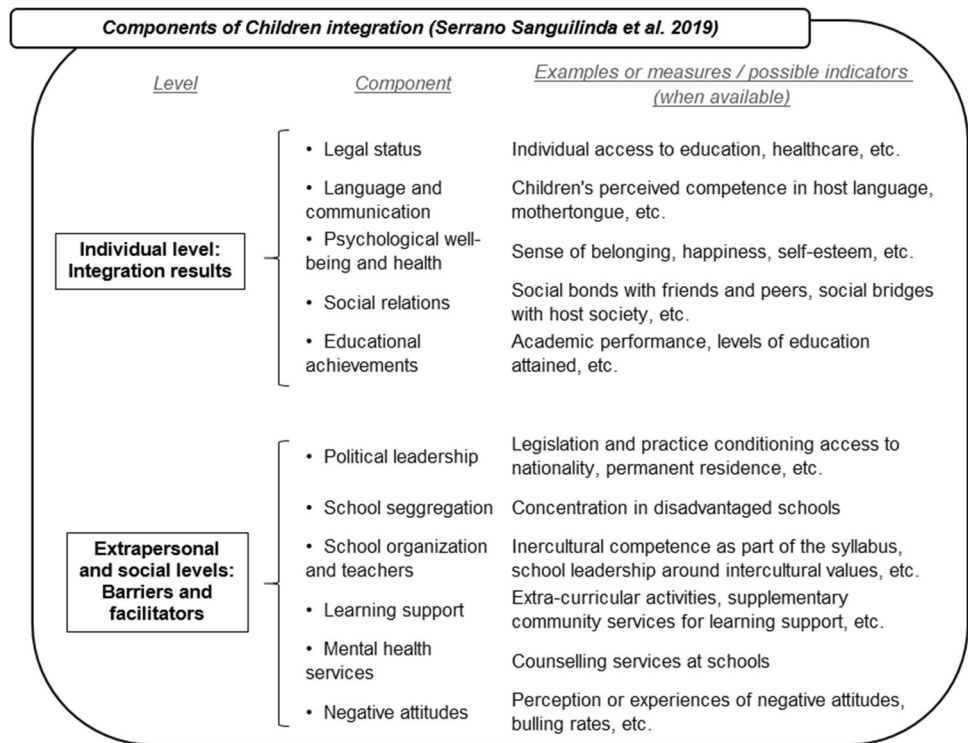 Components of Children integration (Serrano Sanguilinda et al. 2019)
Level
Component
Examples or measures / possible indicators
(when available)
Individual level:
Integration results
• Legal status
Individual access to education, healthcare, etc.
• Language and
communication
Children's perceived competence in host language,
mothertongue, etc.
• Psychological well-
being and health
Sense of belonging, happiness, self-esteem, etc.
• Social relations
Social bonds with friends and peers, social bridges
with host society, etc.
• Educational
achievements
Academic performance, levels of education
attained, etc.
Extrapersonal
and social levels:
Barriers and
facilitators
• Political leadership
Legislation and practice conditioning access to
nationality, permanent residence, etc.
• School seggregation
Concentration in disadvantaged schools
• School organization
and teachers
Inercultural competence as part of the syllabus,
school leadership around intercultural values, etc.
• Learning support
Extra-curricular activities, supplementary
community services for learning support, etc.
• Mental health
services
Counselling services at schools
• Negative attitudes
Perception or experiences of negative attitudes,
bulling rates, etc.